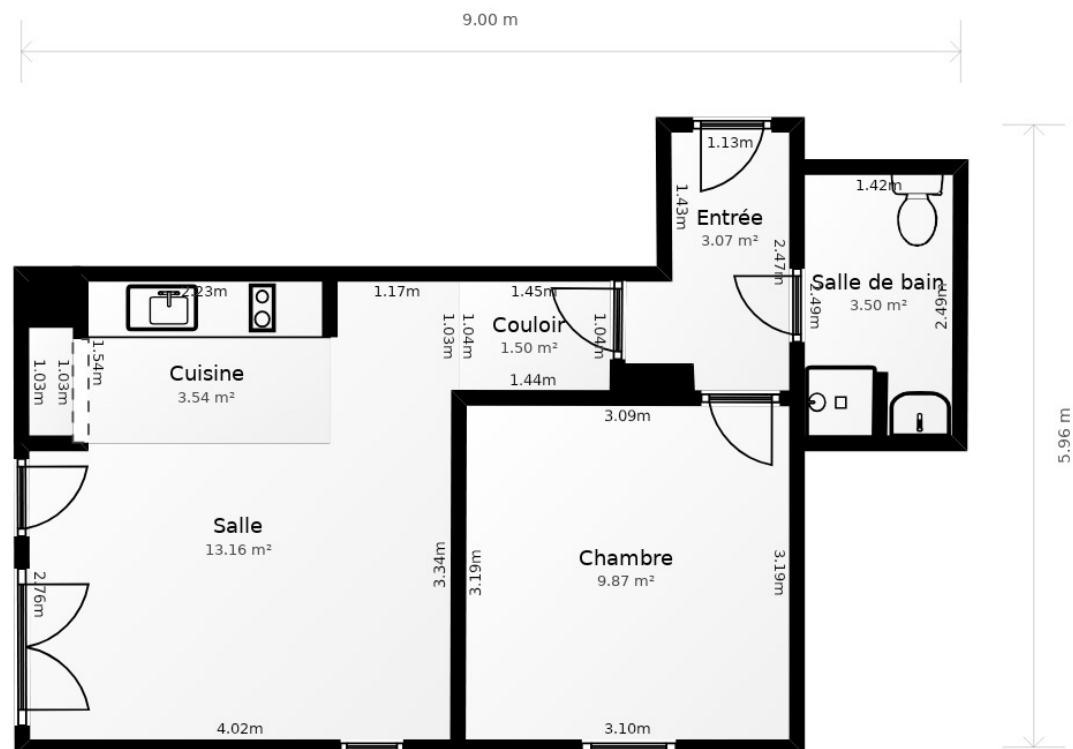 9.00 m
1.13m
1.42m
1.43m
Entrée
3.07 m²
2.47m
Salle de bain
3.50 m²
2.49m
2.49m
2.23m
1.17m
1.45m
Couloir
1.50 m²
1.03m
1.04m
1.04m
1.44m
1.54m
1.03m
1.03m
Cuisine
3.54 m²
3.09m
5.96 m
Salle
13.16 m²
2.76m
3.34m
3.19m
Chambre
9.87 m²
3.19m
4.02m
3.10m